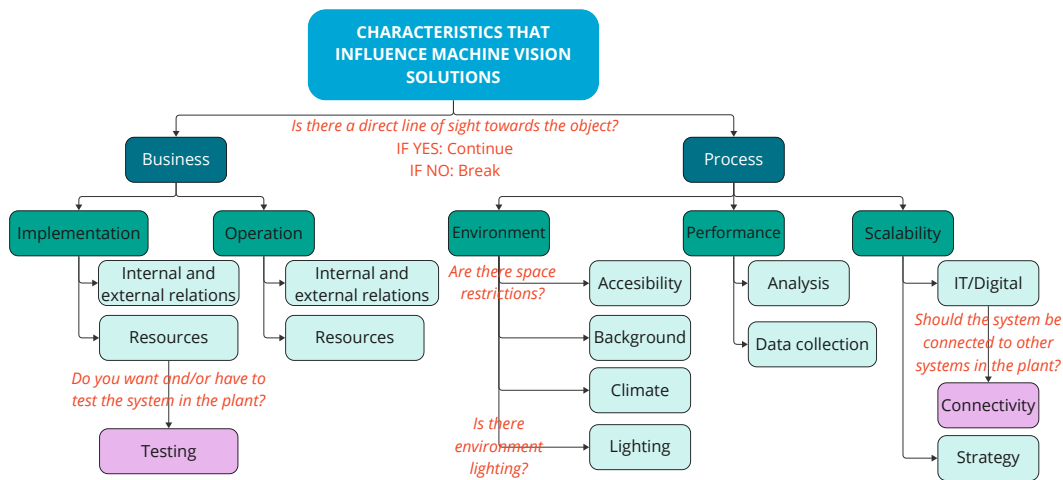 CHARACTERISTICS THAT
INFLUENCE MACHINE VISION
SOLUTIONS
Is there a direct line of sight towards the object?
IF YES: Continue
IF NO: Break
Business
Process
Implementation
Operation
Environment
Performance
Scalability
Internal and
external relations
Resources
Do you want and/or have to
test the system in the plant?
Testing
Internal and
external relations
Resources
Are there space
restrictions?
Accesibility
Background
Climate
Is there
environment
lighting?
Lighting
Analysis
Data collection
IT/Digital
Should the system be
connected to other
systems in the plant?
Connectivity
Strategy